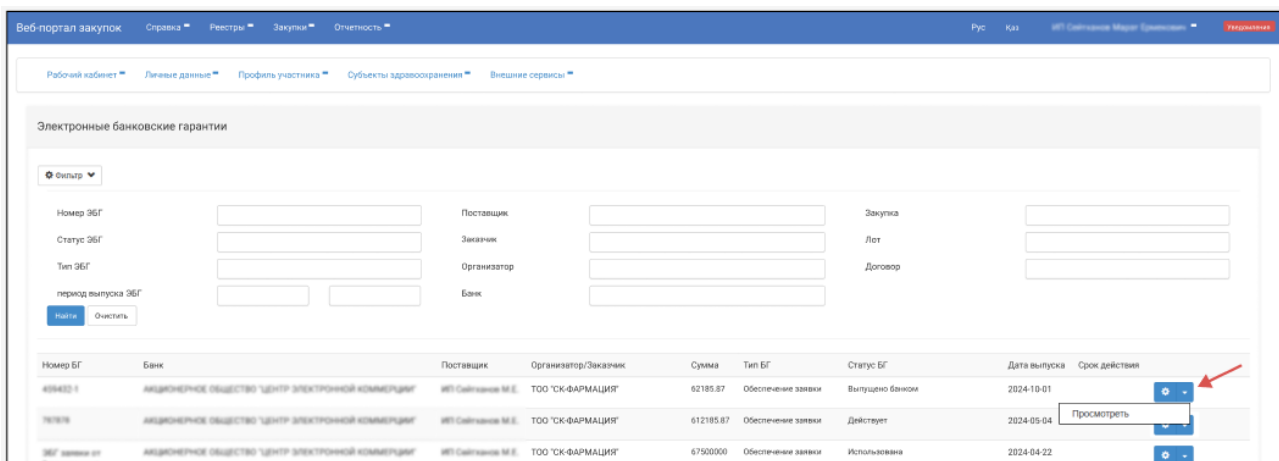 Веб-портал закупок Справка Реестры Закупки Отчетность Рус Қаз Уведомления
Рабочий кабинет Личные данные Профиль участника Субъекты здравоохранения Внешние сервисы
Электронные банковские гарантии
Фильтр
Номер ЭБГ Поставщик Закупка
Статус ЭБГ Заказчик Лот
Тип ЭБГ Организатор Договор
период выпуска ЭБГ Банк
Найти Очистить
Номер БГ Банк Поставщик Организатор/Заказчик Сумма Тип БГ Статус БГ Дата выпуска Срок действия
ТОО "СК-ФАРМАЦИЯ" 62185.87 Обеспечение заявки Выпущено банком 2024-10-01
Просмотреть
ТОО "СК-ФАРМАЦИЯ" 612185.87 Обеспечение заявки Действует 2024-05-04
ТОО "СК-ФАРМАЦИЯ" 67500000 Обеспечение заявки Использована 2024-04-22